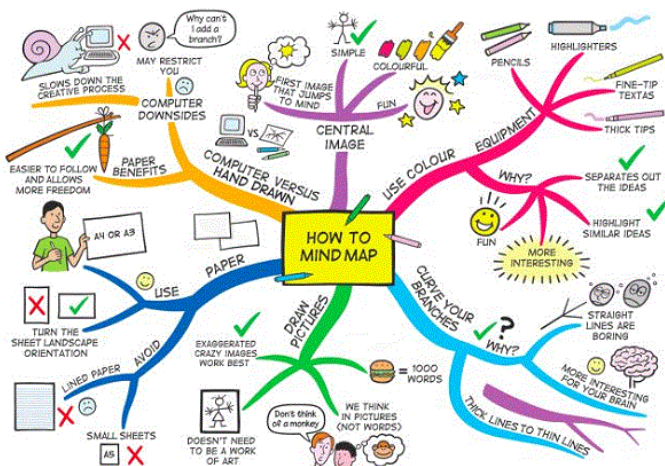 HOW TO
MIND MAP
COMPUTER VERSUS
HAND DRAWN
VS
COMPUTER
DOWNSIDES
SLOWS DOWN THE
CREATIVE PROCESS
MAY RESTRICT
YOU
Why can't
I add a
branch?
PAPER
BENEFITS
EASIER TO FOLLOW
AND ALLOWS
MORE FREEDOM
CENTRAL
IMAGE
FIRST IMAGE
THAT JUMPS
TO MIND
SIMPLE
COLOURFUL
FUN
USE COLOUR
EQUIPMENT
PENCILS
HIGHLIGHTERS
FINE-TIP
TEXTAS
THICK TIPS
WHY?
SEPARATES OUT
THE IDEAS
HIGHLIGHT
SIMILAR IDEAS
MORE
INTERESTING
FUN
CURVE YOUR
BRANCHES
?
WHY?
STRAIGHT
LINES ARE
BORING
MORE INTERESTING
FOR YOUR BRAIN
THICK LINES TO THIN LINES
DRAW
PICTURES
= 1000
WORDS
WE THINK
IN PICTURES
(NOT WORDS)
Don't think
of a monkey
DOESN'T NEED
TO BE A WORK
OF ART
EXAGGERATED
CRAZY IMAGES
WORK BEST
PAPER
USE
A4 OR A3
TURN THE
SHEET LANDSCAPE
ORIENTATION
AVOID
LINED PAPER
SMALL SHEETS
A5